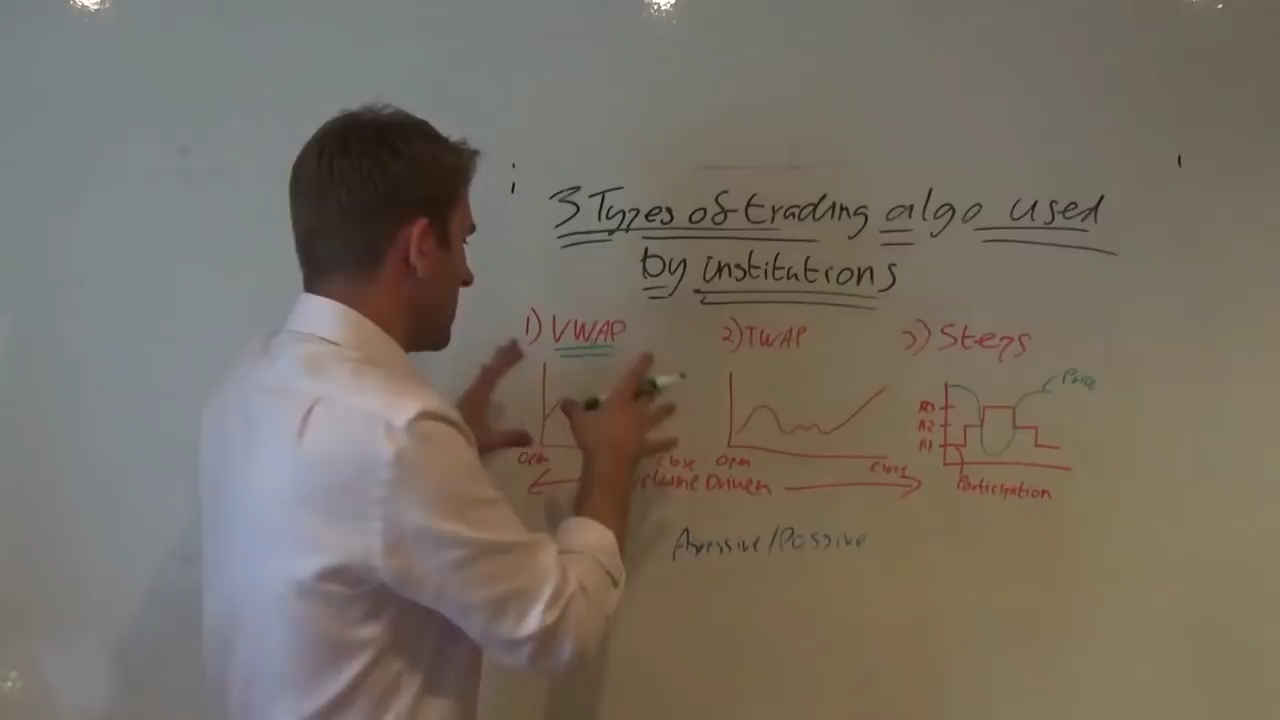 3 Types of trading algo used
by institutions
1) VWAP
2) TWAP
3) Steps
Price
R3
R2
R1
Open
Close
Open
Close
Volume Driven
Participation
Agressive/Passive